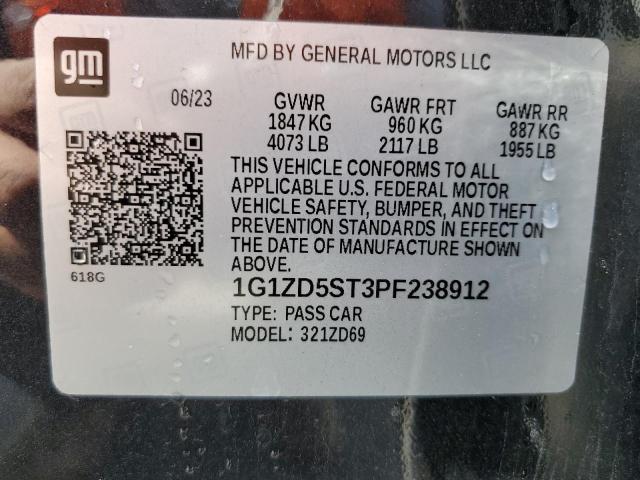 gm
MFD BY GENERAL MOTORS LLC
06/23 GVWR GAWR FRT GAWR RR
1847 KG 960 KG 887 KG
4073 LB 2117 LB 1955 LB
THIS VEHICLE CONFORMS TO ALL
APPLICABLE U.S. FEDERAL MOTOR
VEHICLE SAFETY, BUMPER, AND THEFT
PREVENTION STANDARDS IN EFFECT ON
THE DATE OF MANUFACTURE SHOWN
ABOVE.
618G
1G1ZD5ST3PF238912
TYPE: PASS CAR
MODEL: 321ZD69